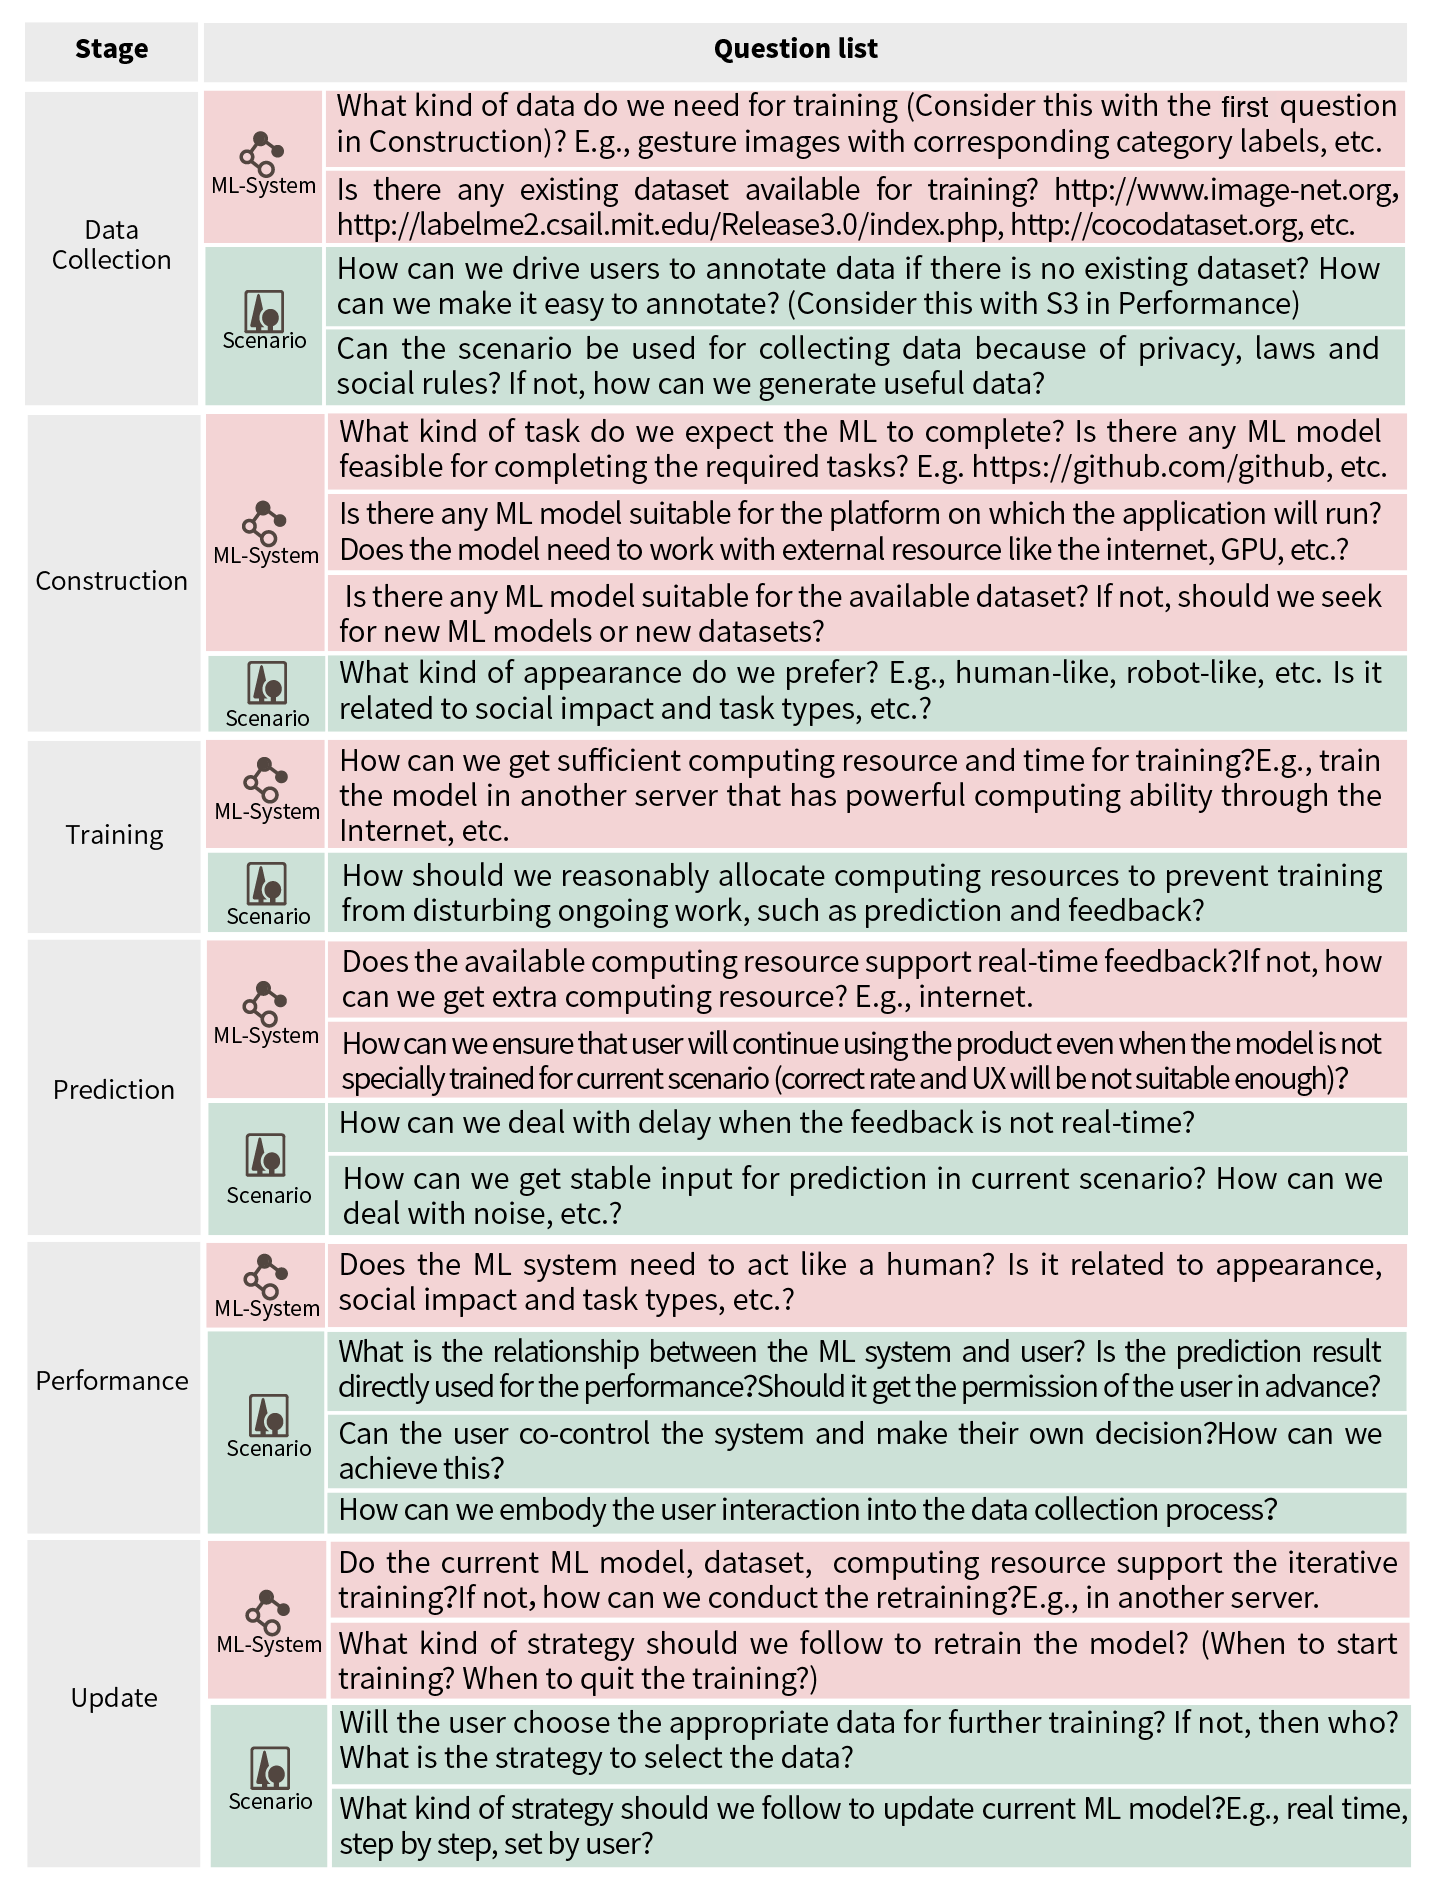 Stage
Question list
Data
Collection
ML-System
What kind of data do we need for training (Consider this with the first question
in Construction)? E.g., gesture images with corresponding category labels, etc.
Is there any existing dataset available for training? http://www.image-net.org,
http://labelme2.csail.mit.edu/Release3.0/index.php, http://cocodataset.org, etc.
Scenario
How can we drive users to annotate data if there is no existing dataset? How
can we make it easy to annotate? (Consider this with S3 in Performance)
Can the scenario be used for collecting data because of privacy, laws and
social rules? If not, how can we generate useful data?
Construction
ML-System
What kind of task do we expect the ML to complete? Is there any ML model
feasible for completing the required tasks? E.g. https://github.com/github, etc.
Is there any ML model suitable for the platform on which the application will run?
Does the model need to work with external resource like the internet, GPU, etc.?
Is there any ML model suitable for the available dataset? If not, should we seek
for new ML models or new datasets?
Scenario
What kind of appearance do we prefer? E.g., human-like, robot-like, etc. Is it
related to social impact and task types, etc.?
Training
ML-System
How can we get sufficient computing resource and time for training?E.g., train
the model in another server that has powerful computing ability through the
Internet, etc.
Scenario
How should we reasonably allocate computing resources to prevent training
from disturbing ongoing work, such as prediction and feedback?
Prediction
ML-System
Does the available computing resource support real-time feedback?If not, how
can we get extra computing resource? E.g., internet.
How can we ensure that user will continue using the product even when the model is not
specially trained for current scenario (correct rate and UX will be not suitable enough)?
Scenario
How can we deal with delay when the feedback is not real-time?
How can we get stable input for prediction in current scenario? How can we
deal with noise, etc.?
Performance
ML-System
Does the ML system need to act like a human? Is it related to appearance,
social impact and task types, etc.?
Scenario
What is the relationship between the ML system and user? Is the prediction result
directly used for the performance?Should it get the permission of the user in advance?
Can the user co-control the system and make their own decision?How can we
achieve this?
How can we embody the user interaction into the data collection process?
Update
ML-System
Do the current ML model, dataset, computing resource support the iterative
training?If not, how can we conduct the retraining?E.g., in another server.
What kind of strategy should we follow to retrain the model? (When to start
training? When to quit the training?)
Scenario
Will the user choose the appropriate data for further training? If not, then who?
What is the strategy to select the data?
What kind of strategy should we follow to update current ML model?E.g., real time,
step by step, set by user?